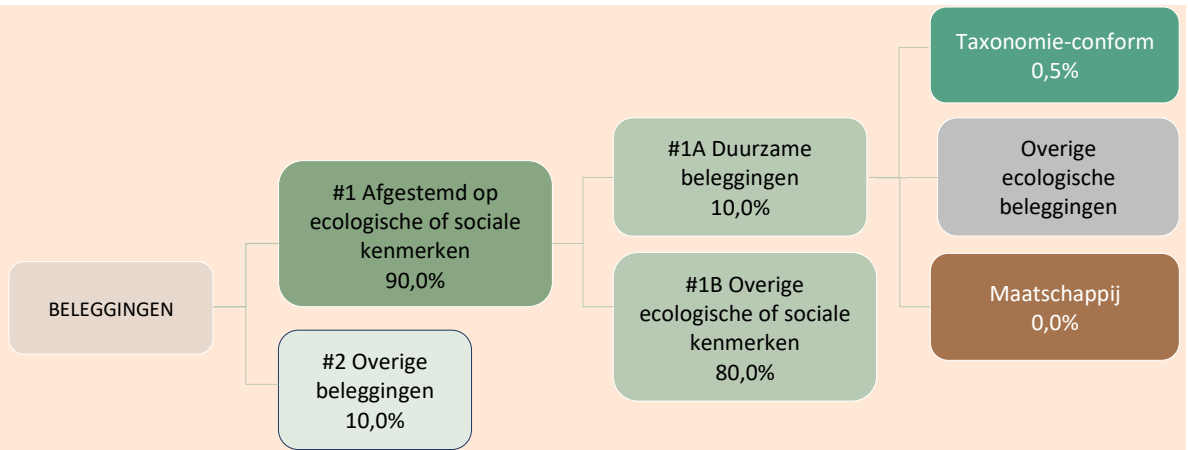 BELEGGINGEN
#1 Afgestemd op
ecologische of sociale
kenmerken
90,0%
#2 Overige
beleggingen
10,0%
#1A Duurzame
beleggingen
10,0%
#1B Overige
ecologische of sociale
kenmerken
80,0%
Taxonomie-conform
0,5%
Overige
ecologische
beleggingen
Maatschappij
0,0%